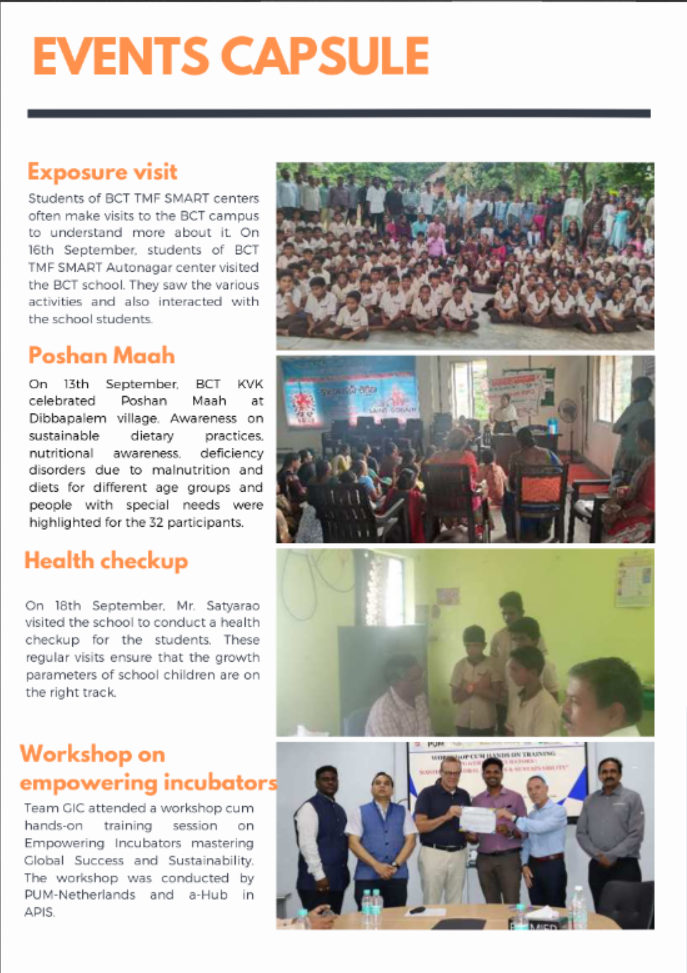 EVENTS CAPSULE
Exposure visit
Students of BCT TMF SMART centers
often make visits to the BCT campus
to understand more about it. On
16th September, students of BCT
TMF SMART Autonagar center visited
the BCT school. They saw the various
activities and also interacted with
the school students.
Poshan Maah
On 13th September, BCT KVK
celebrated Poshan Maah at
Dibbapalem village. Awareness on
sustainable dietary practices,
nutritional awareness, deficiency
disorders due to malnutrition and
diets for different age groups and
people with special needs were
highlighted for the 32 participants.
SAINT-GOBAIN
Health checkup
On 18th September, Mr. Satyarao
visited the school to conduct a health
checkup for the students. These
regular visits ensure that the growth
parameters of school children are on
the right track.
Workshop on
empowering incubators
Team GIC attended a workshop cum
hands-on training session on
Empowering Incubators mastering
Global Success and Sustainability.
The workshop was conducted by
PUM-Netherlands and a-Hub in
APIS.
PUM
WORKSHOP CUM HANDS ON TRAINING